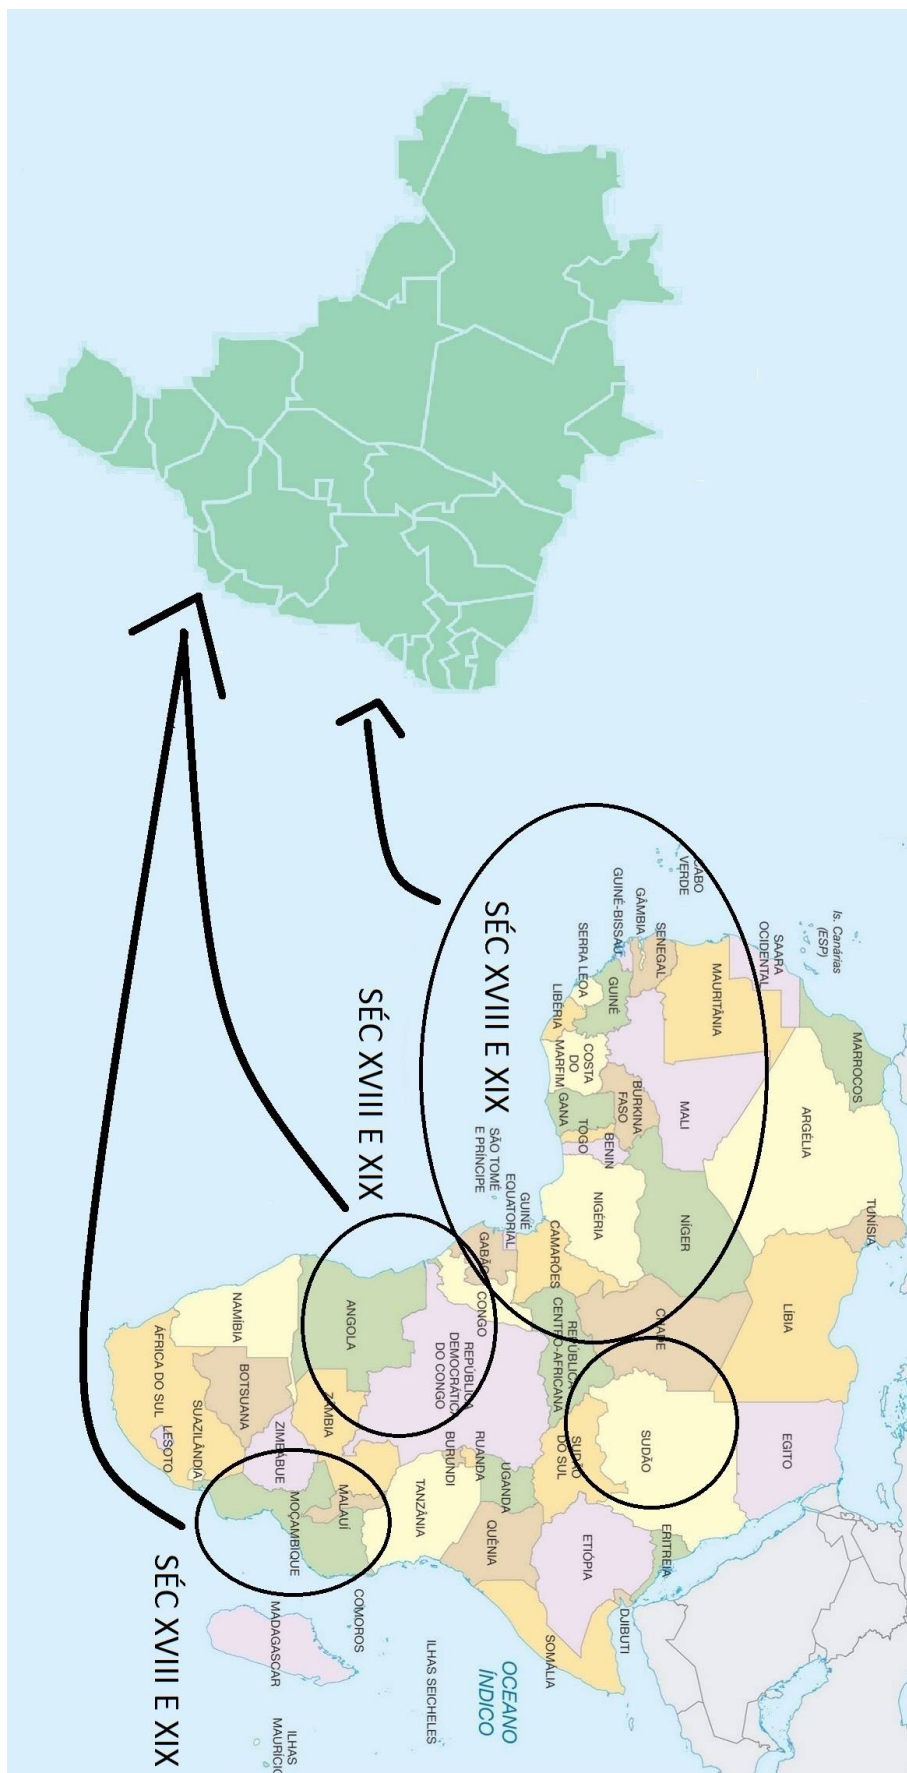 Is. Canárias
(ESP)
MARROCOS
TUNÍSIA
SAARA
OCIDENTAL
ARGÉLIA
LÍBIA
EGITO
CABO
VERDE
MAURITÂNIA
MALI
NÍGER
CHADE
SUDÃO
ERITREIA
SENEGAL
GÂMBIA
GUINÉ-BISSAU
GUINÉ
BURKINA
FASO
SERRA LEOA
LIBÉRIA
COSTA
DO
MARFIM
GANA
TOGO
BENIN
NIGÉRIA
CAMARÕES
REPÚBLICA
CENTRO-AFRICANA
SUDÃO
DO SUL
ETIÓPIA
DJIBUTI
SOMÁLIA
SÉC XVIII E XIX
GUINÉ
EQUATORIAL
SÃO TOMÉ
E PRÍNCIPE
GABÃO
CONGO
REPÚBLICA
DEMOCRÁTICA
DO CONGO
UGANDA
RUANDA
BURUNDI
QUÊNIA
TANZÂNIA
OCEANO
ÍNDICO
ILHAS SEICHELES
SÉC XVIII E XIX
ANGOLA
ZÂMBIA
MALAUÍ
COMOROS
MOÇAMBIQUE
ZIMBÁBUE
MADAGASCAR
ILHAS
MAURÍCIO
NAMÍBIA
BOTSUANA
SUAZILÂNDIA
LESOTO
ÁFRICA DO SUL
SÉC XVIII E XIX